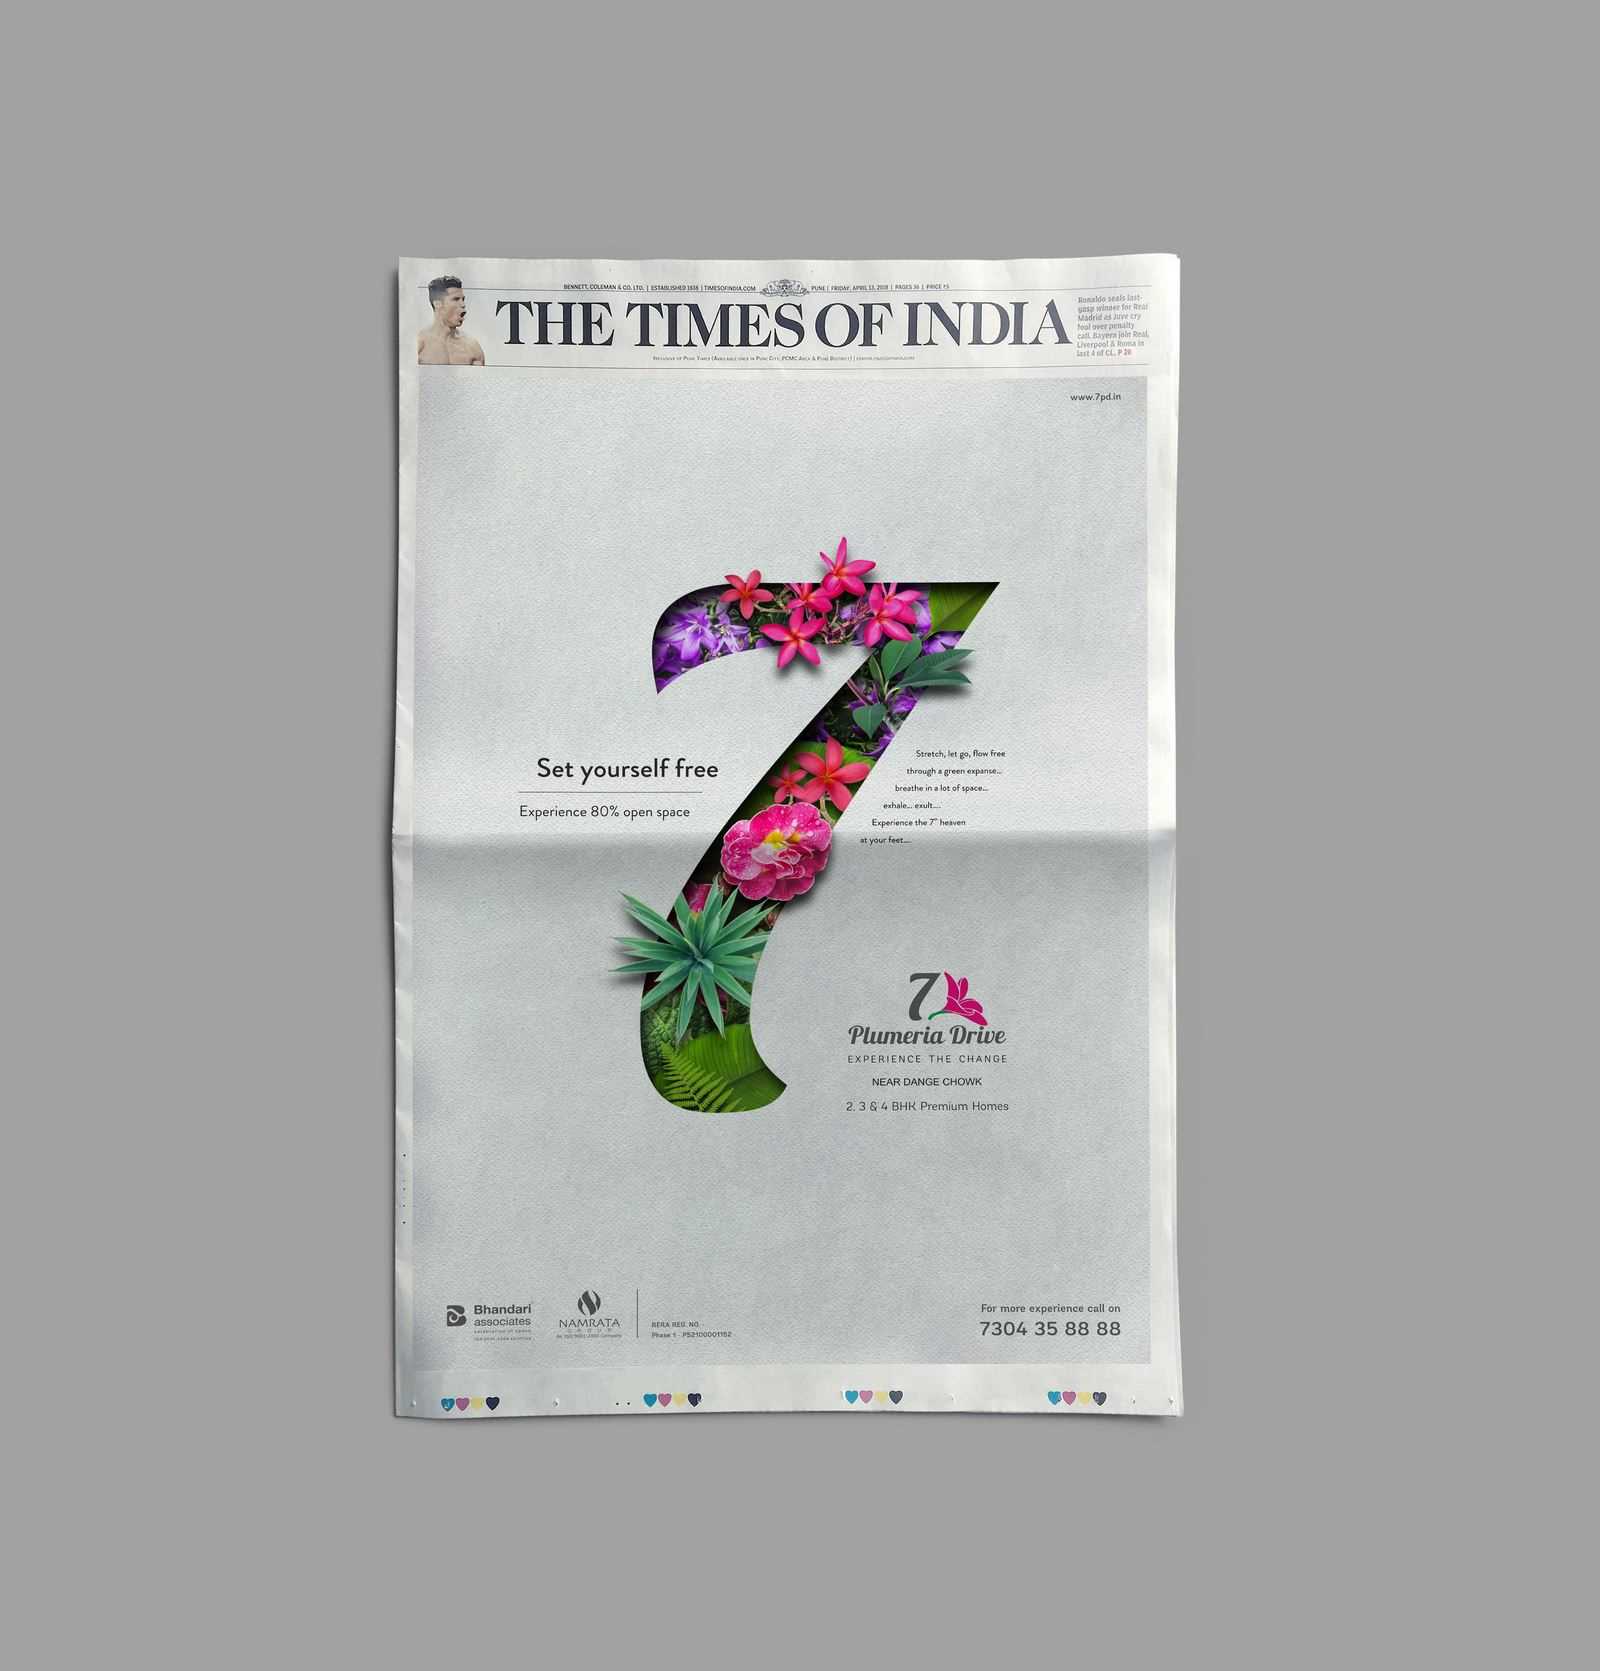 BENNETT, COLEMAN & CO. LTD. | ESTABLISHED 1838 | TIMESOFINDIA.COM
PUNE | FRIDAY, APRIL 13, 2018 | PAGES 36 | PRICE ₹5
THE TIMES OF INDIA
Ronaldo seals last-
gasp winner for Real
Madrid as Juve cry
foul over penalty
call. Bayern join Real,
Liverpool & Roma in
last 4 of CL. P 20
www.7pd.in
7
Set yourself free
Experience 80% open space
Stretch, let go, flow free
through a green expanse...
breathe in a lot of space...
exhale... exult....
Experience the 7th heaven
at your feet....
7
Plumeria Drive
EXPERIENCE THE CHANGE
NEAR DANGE CHOWK
2, 3 & 4 BHK Premium Homes
Bhandari
associates
NAMRATA
GROUP
RERA REG. NO. -
Phase 1 - P52100001152
For more experience call on
7304 35 88 88